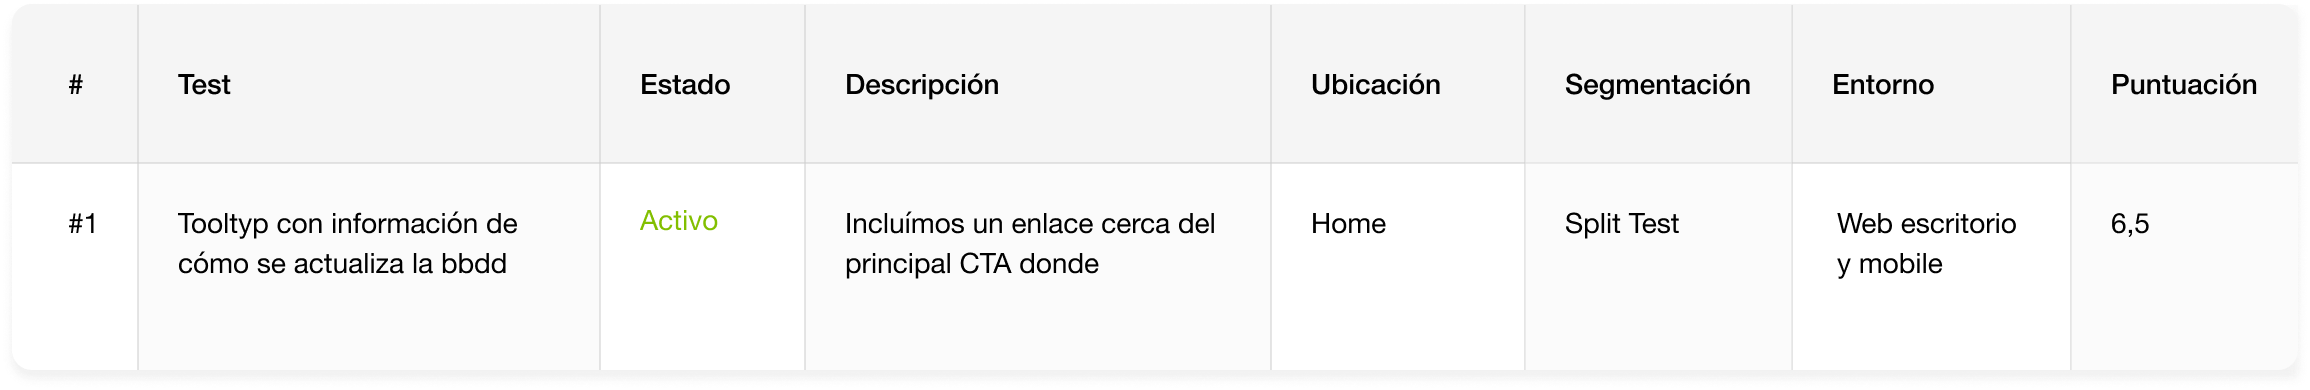 # Test Estado Descripción Ubicación Segmentación Entorno Puntuación
#1 Tooltyp con información de Activo Incluímos un enlace cerca del Home Split Test Web escritorio 6,5
cómo se actualiza la bbdd principal CTA donde y mobile